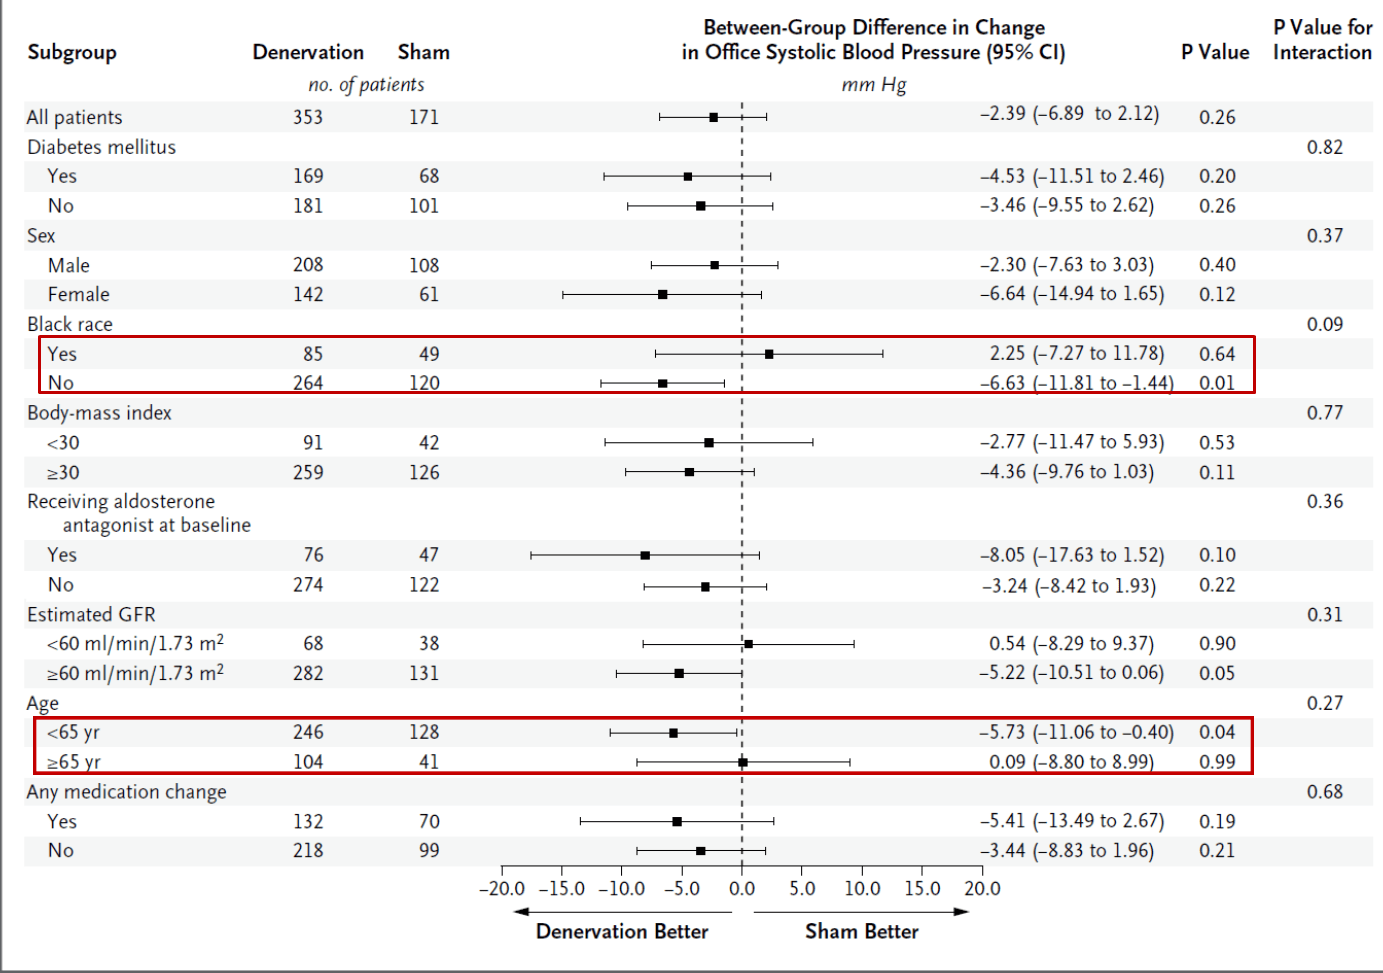 Between-Group Difference in Change P Value for
Subgroup Denervation Sham in Office Systolic Blood Pressure (95% CI) P Value Interaction
no. of patients mm Hg
All patients 353 171 –2.39 (–6.89 to 2.12) 0.26
Diabetes mellitus 0.82
Yes 169 68 –4.53 (–11.51 to 2.46) 0.20
No 181 101 –3.46 (–9.55 to 2.62) 0.26
Sex 0.37
Male 208 108 –2.30 (–7.63 to 3.03) 0.40
Female 142 61 –6.64 (–14.94 to 1.65) 0.12
Black race 0.09
Yes 85 49 2.25 (–7.27 to 11.78) 0.64
No 264 120 –6.63 (–11.81 to –1.44) 0.01
Body-mass index 0.77
<30 91 42 –2.77 (–11.47 to 5.93) 0.53
≥30 259 126 –4.36 (–9.76 to 1.03) 0.11
Receiving aldosterone 0.36
antagonist at baseline
Yes 76 47 –8.05 (–17.63 to 1.52) 0.10
No 274 122 –3.24 (–8.42 to 1.93) 0.22
Estimated GFR 0.31
<60 ml/min/1.73 m² 68 38 0.54 (–8.29 to 9.37) 0.90
≥60 ml/min/1.73 m² 282 131 –5.22 (–10.51 to 0.06) 0.05
Age 0.27
<65 yr 246 128 –5.73 (–11.06 to –0.40) 0.04
≥65 yr 104 41 0.09 (–8.80 to 8.99) 0.99
Any medication change 0.68
Yes 132 70 –5.41 (–13.49 to 2.67) 0.19
No 218 99 –3.44 (–8.83 to 1.96) 0.21
–20.0 –15.0 –10.0 –5.0 0.0 5.0 10.0 15.0 20.0
Denervation Better Sham Better